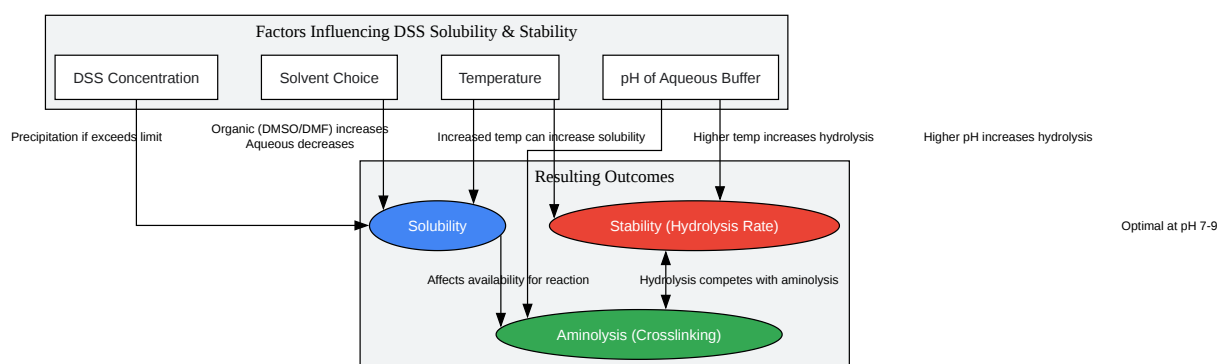 Factors Influencing DSS Solubility & Stability
DSS Concentration
Solvent Choice
Temperature
pH of Aqueous Buffer
Precipitation if exceeds limit
Organic (DMSO/DMF) increases
Aqueous decreases
Increased temp can increase solubility
Higher temp increases hydrolysis
Higher pH increases hydrolysis
Resulting Outcomes
Solubility
Stability (Hydrolysis Rate)
Optimal at pH 7-9
Affects availability for reaction
Hydrolysis competes with aminolysis
Aminolysis (Crosslinking)